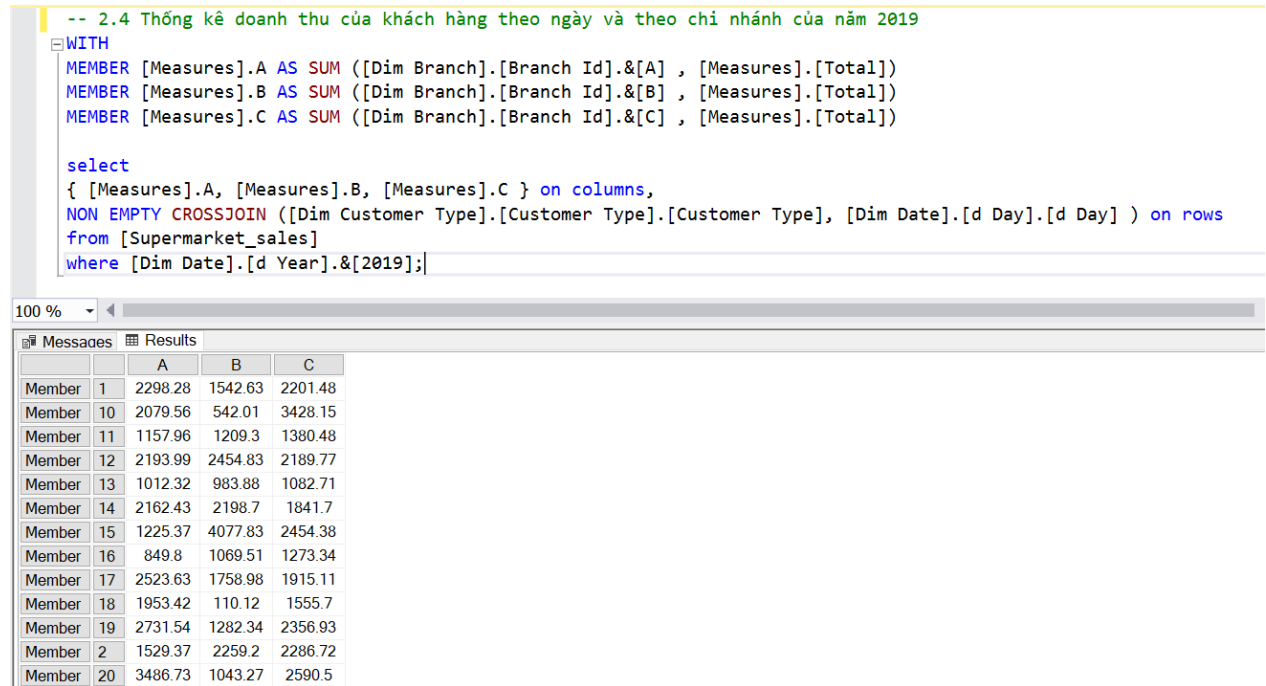 -- 2.4 Thống kê doanh thu của khách hàng theo ngày và theo chi nhánh của năm 2019
WITH
MEMBER [Measures].A AS SUM ([Dim Branch].[Branch Id].&[A] , [Measures].[Total])
MEMBER [Measures].B AS SUM ([Dim Branch].[Branch Id].&[B] , [Measures].[Total])
MEMBER [Measures].C AS SUM ([Dim Branch].[Branch Id].&[C] , [Measures].[Total])
select
{ [Measures].A, [Measures].B, [Measures].C } on columns,
NON EMPTY CROSSJOIN ([Dim Customer Type].[Customer Type].[Customer Type], [Dim Date].[d Day].[d Day] ) on rows
from [Supermarket_sales]
where [Dim Date].[d Year].&[2019];
100 %
Messages Results
A B C
Member 1 2298.28 1542.63 2201.48
Member 10 2079.56 542.01 3428.15
Member 11 1157.96 1209.3 1380.48
Member 12 2193.99 2454.83 2189.77
Member 13 1012.32 983.88 1082.71
Member 14 2162.43 2198.7 1841.7
Member 15 1225.37 4077.83 2454.38
Member 16 849.8 1069.51 1273.34
Member 17 2523.63 1758.98 1915.11
Member 18 1953.42 110.12 1555.7
Member 19 2731.54 1282.34 2356.93
Member 2 1529.37 2259.2 2286.72
Member 20 3486.73 1043.27 2590.5